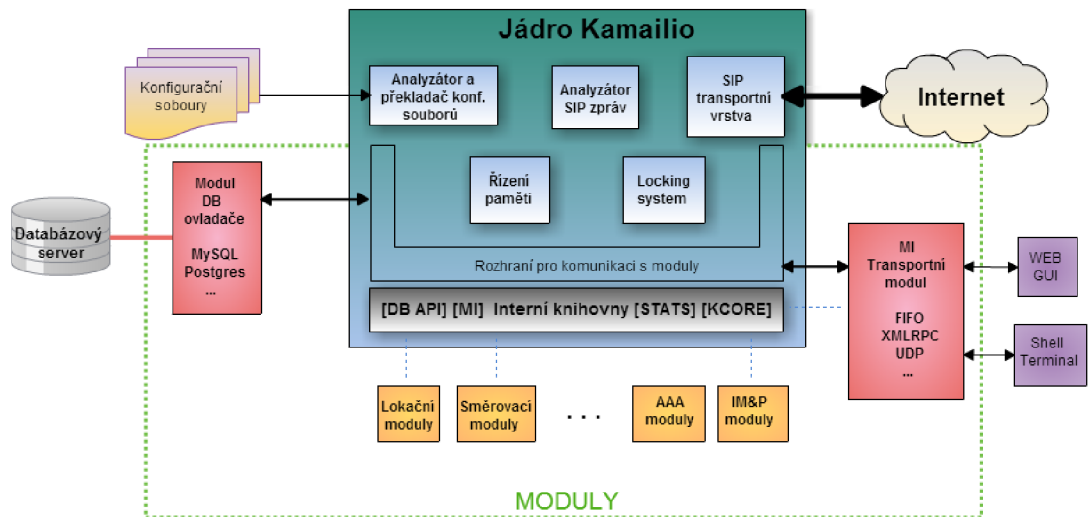 Jádro Kamailio
Konfigurační
soboury
Analyzátor a
překladač konf.
souborů
Analyzátor
SIP zpráv
SIP
transportní
vrstva
Internet
Řízení
paměti
Locking
system
Modul
DB
ovladače
MySQL
Postgres
...
Databázový
server
Rozhraní pro komunikaci s moduly
[DB API] [MI] Interní knihovny [STATS] [KCORE]
MI
Transportní
modul
FIFO
XMLRPC
UDP
...
WEB
GUI
Shell
Terminal
Lokační
moduly
Směrovací
moduly
. . .
AAA
moduly
IM&P
moduly
MODULY